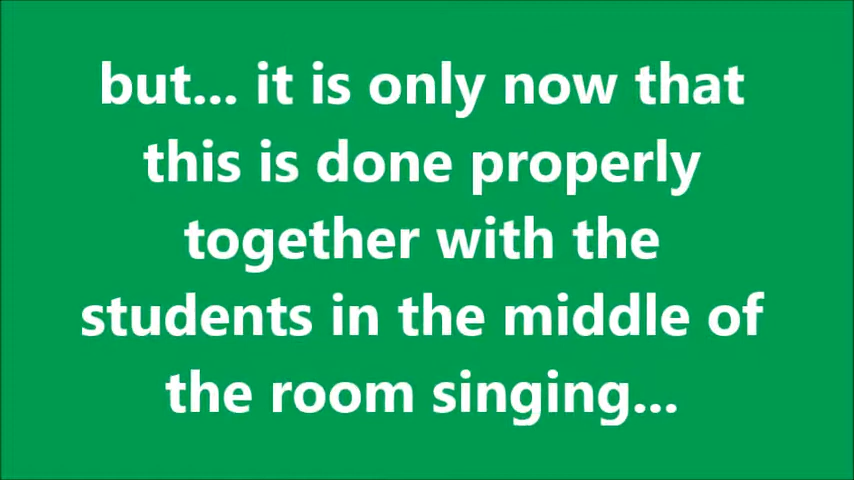 but... it is only now that
this is done properly
together with the
students in the middle of
the room singing...